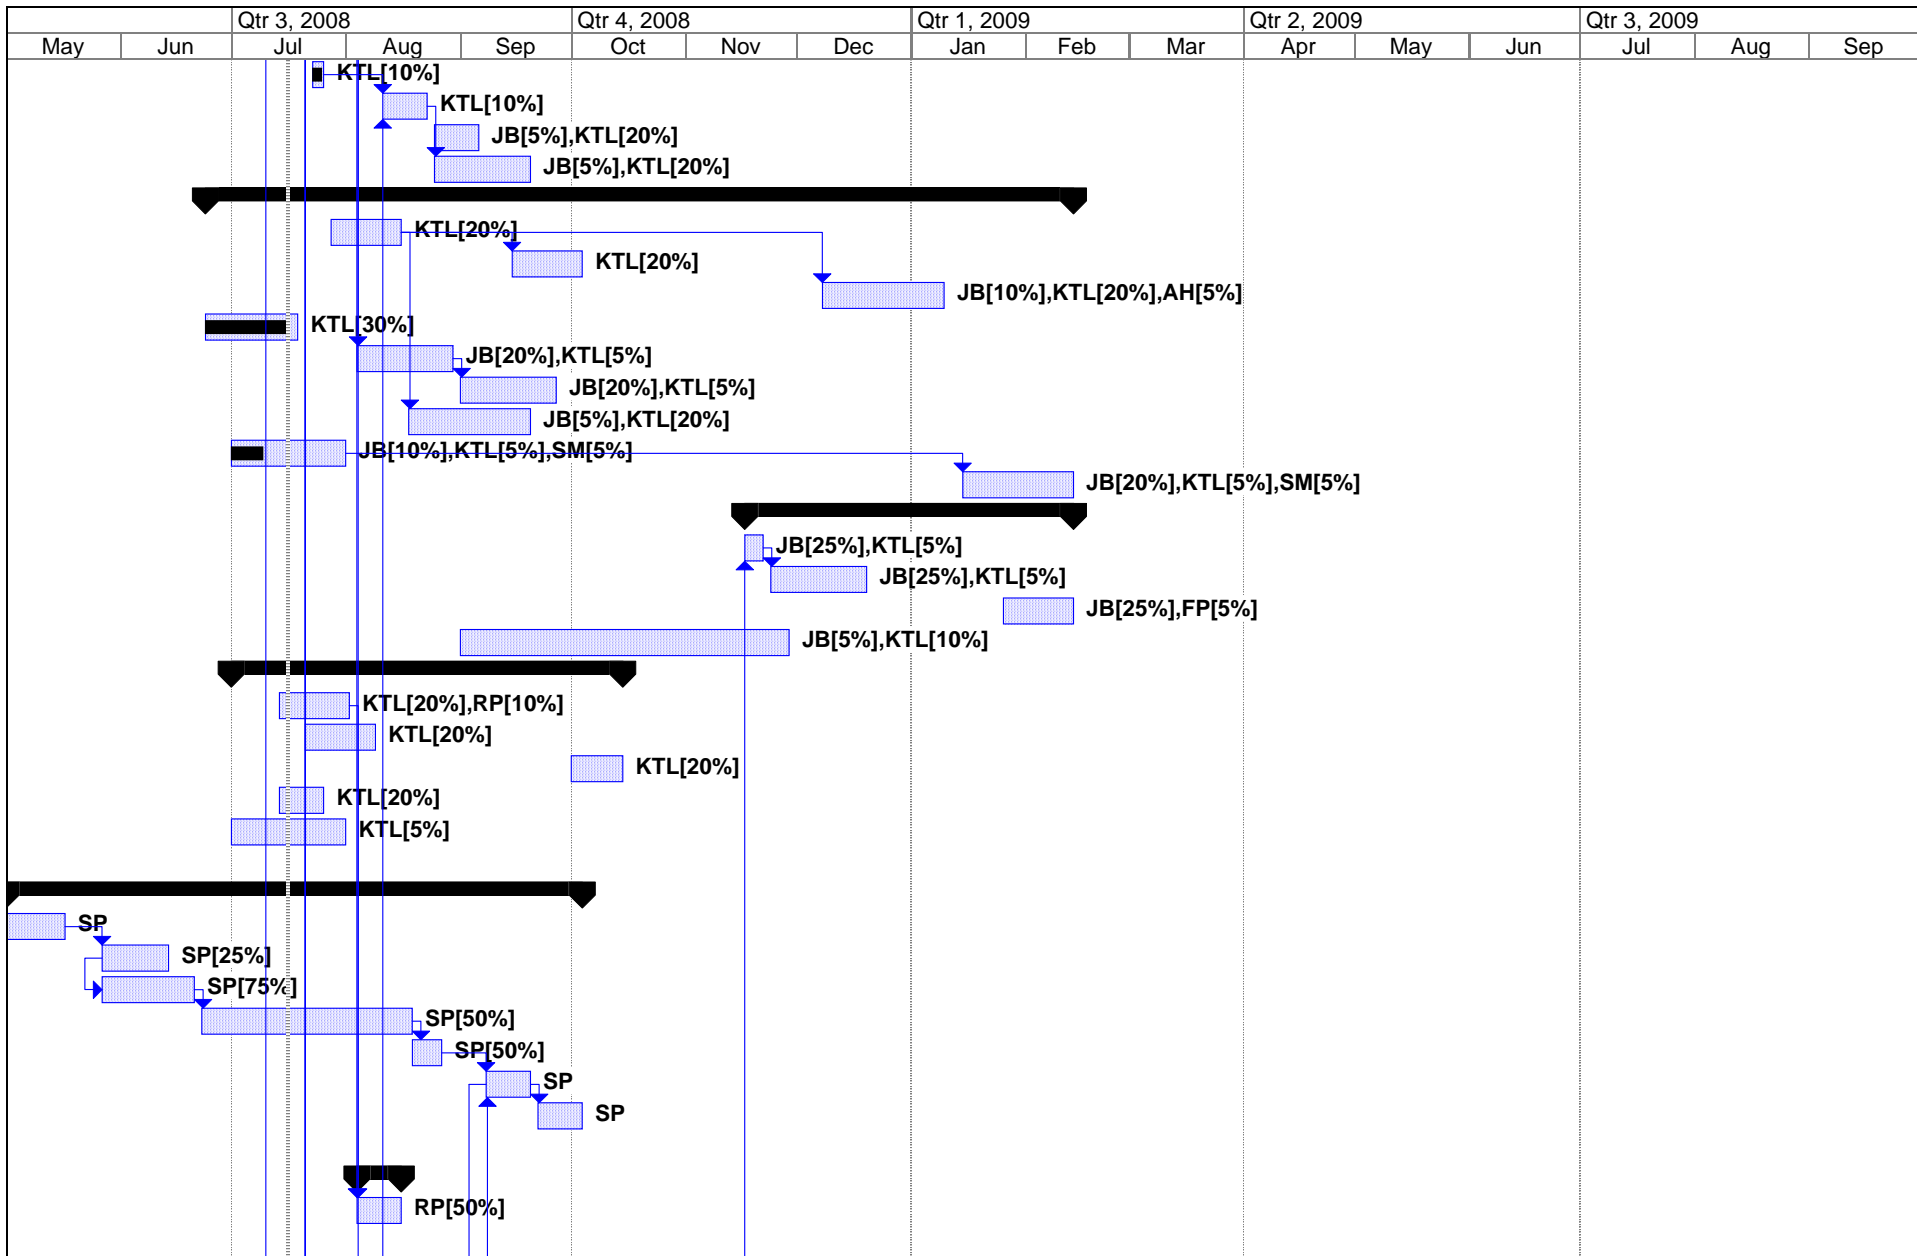 Qtr 3, 2008 Qtr 4, 2008 Qtr 1, 2009 Qtr 2, 2009 Qtr 3, 2009
May Jun Jul Aug Sep Oct Nov Dec Jan Feb Mar Apr May Jun Jul Aug Sep
KTL[10%]
KTL[10%]
JB[5%],KTL[20%]
JB[5%],KTL[20%]
KTL[20%]
KTL[20%]
JB[10%],KTL[20%],AH[5%]
KTL[30%]
JB[20%],KTL[5%]
JB[20%],KTL[5%]
JB[5%],KTL[20%]
JB[10%],KTL[5%],SM[5%]
JB[20%],KTL[5%],SM[5%]
JB[25%],KTL[5%]
JB[25%],KTL[5%]
JB[25%],FP[5%]
JB[5%],KTL[10%]
KTL[20%],RP[10%]
KTL[20%]
KTL[20%]
KTL[20%]
KTL[5%]
SP
SP[25%]
SP[75%]
SP[50%]
SP[50%]
SP
SP
RP[50%]